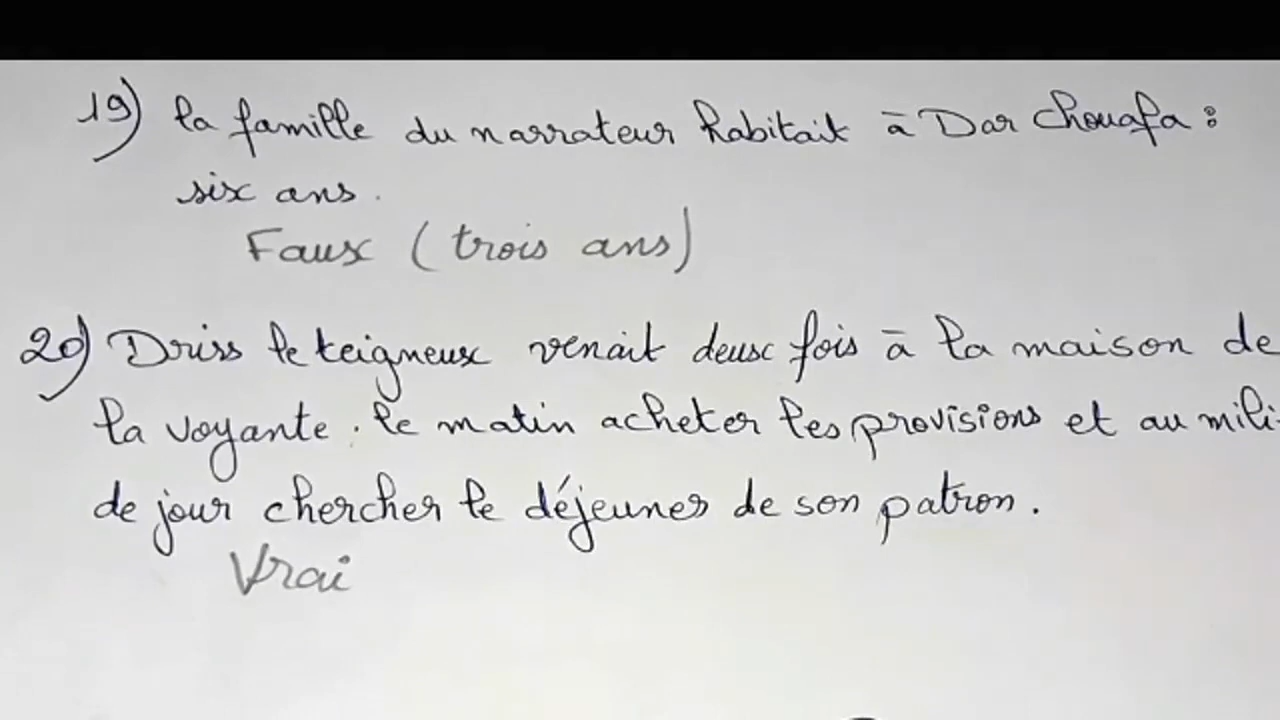 19) la famille du narrateur habitait à Dar Chouafa :
six ans.
Faux (trois ans)
20) Driss le teigneux venait deux fois à la maison de
la voyante. le matin acheter les provisions et au mili-
de jour chercher le déjeuner de son patron.
Vrai